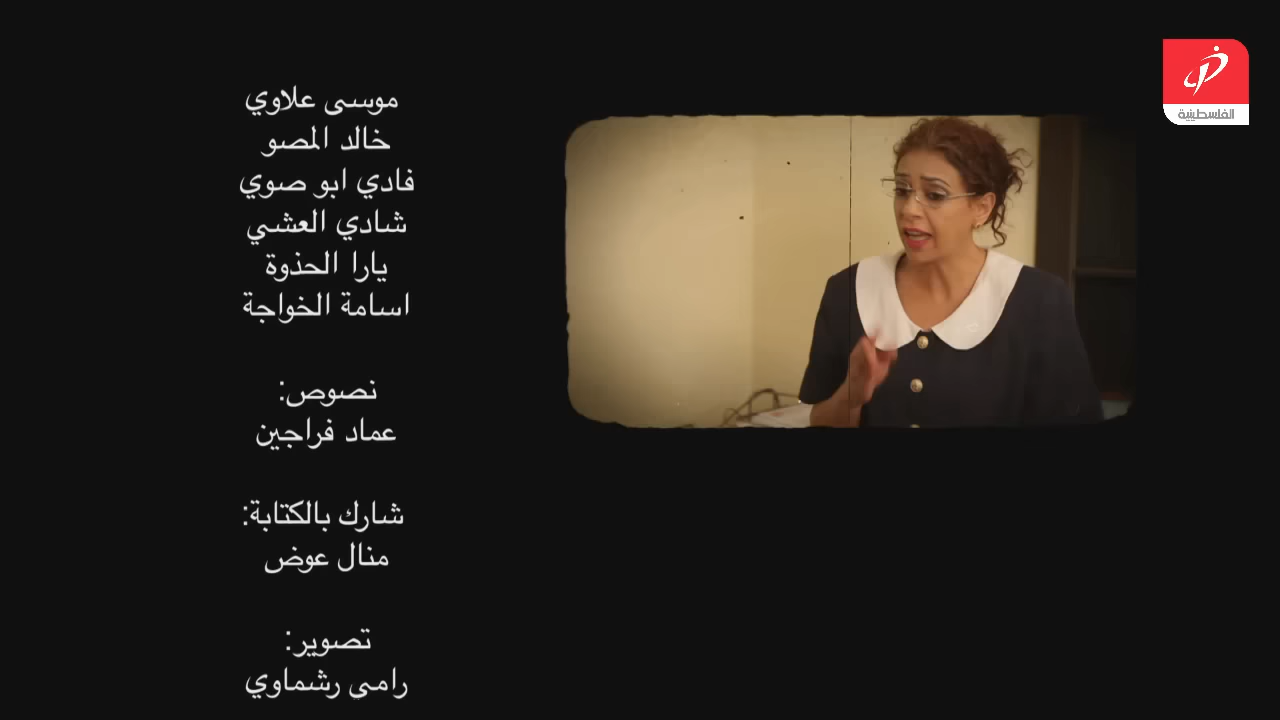 موسى علاوي
خالد المصو
فادي ابو صوي
شادي العشي
يارا الحذوة
اسامة الخواجة
نصوص:
عماد فراجين
شارك بالكتابة:
منال عوض
تصوير:
رامي رشماوي
الفلسطينية